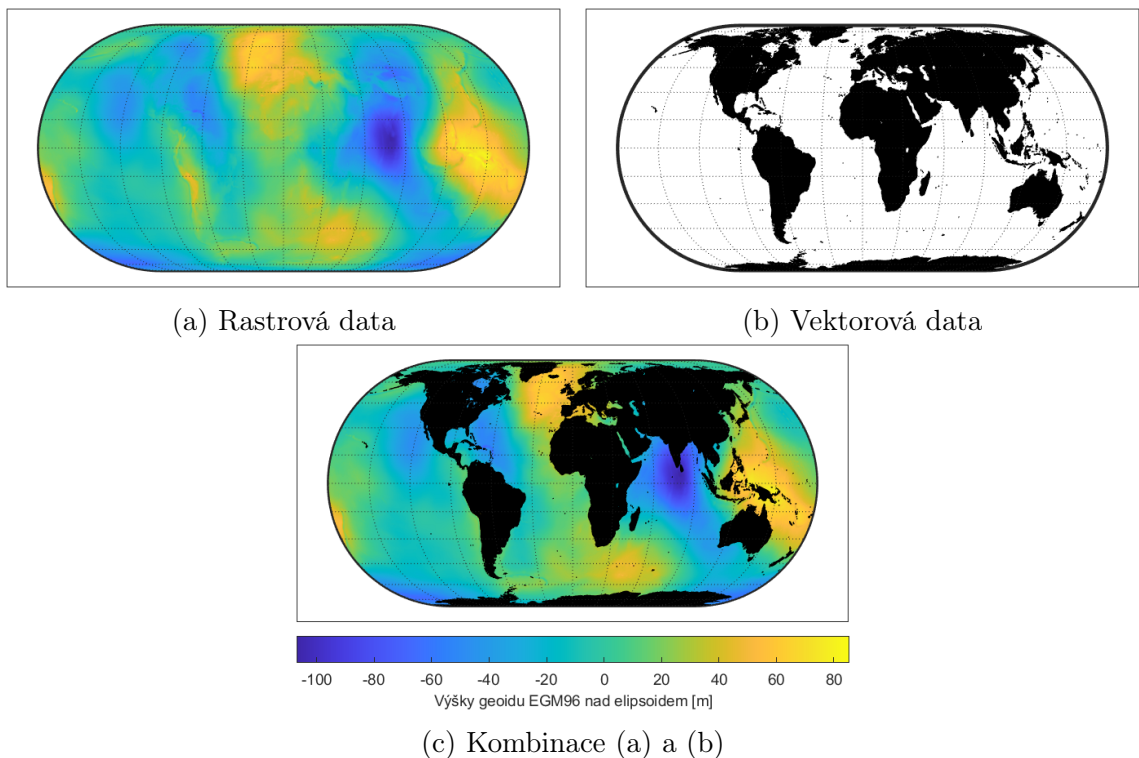 (a) Rastrová data
(b) Vektorová data
-100 -80 -60 -40 -20 0 20 40 60 80
Výšky geoidu EGM96 nad elipsoidem [m]
(c) Kombinace (a) a (b)